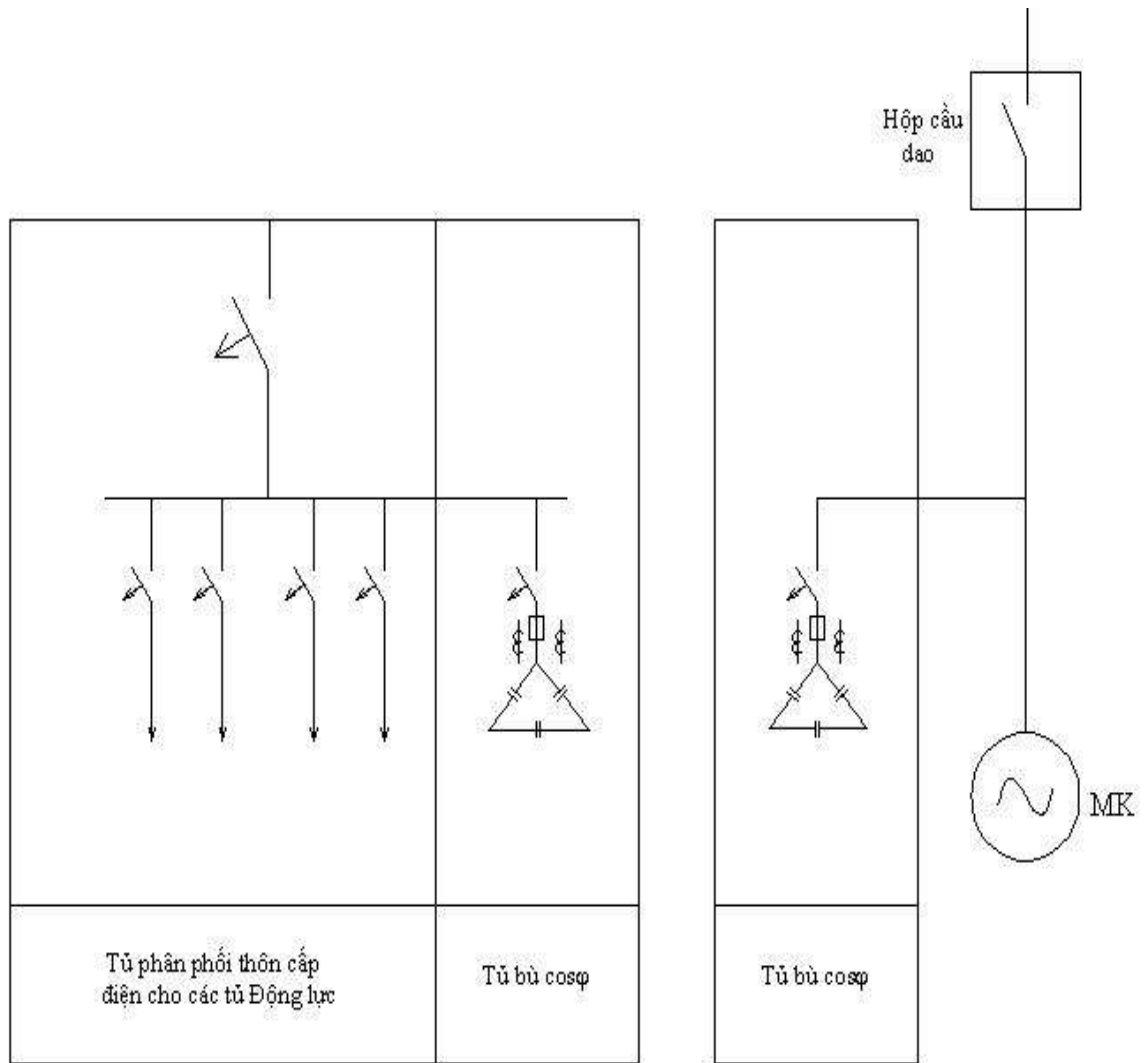 Hộp cầu
dao
MK
Tủ phân phối thôn cấp
điện cho các tủ Động lực
Tủ bù cosφ
Tủ bù cosφ